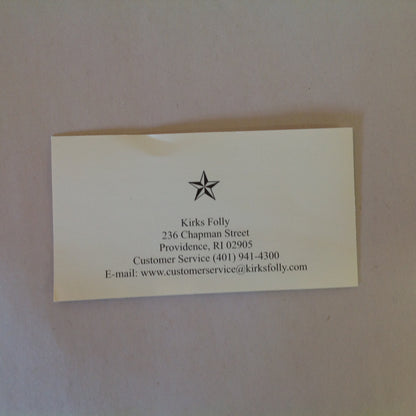 Kirks Folly
236 Chapman Street
Providence, RI 02905
Customer Service (401) 941-4300
E-mail: www.customerservice@kirksfolly.com